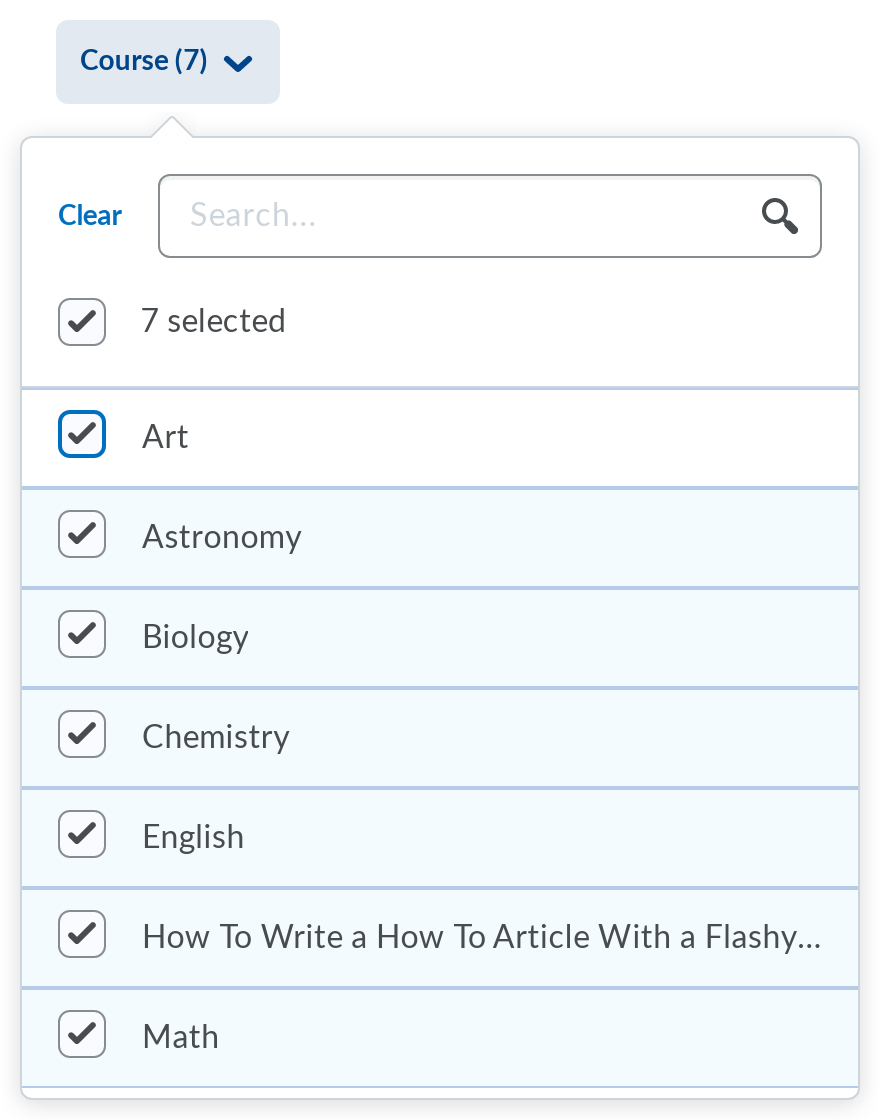 Course (7)
Clear
Search...
7 selected
Art
Astronomy
Biology
Chemistry
English
How To Write a How To Article With a Flashy...
Math